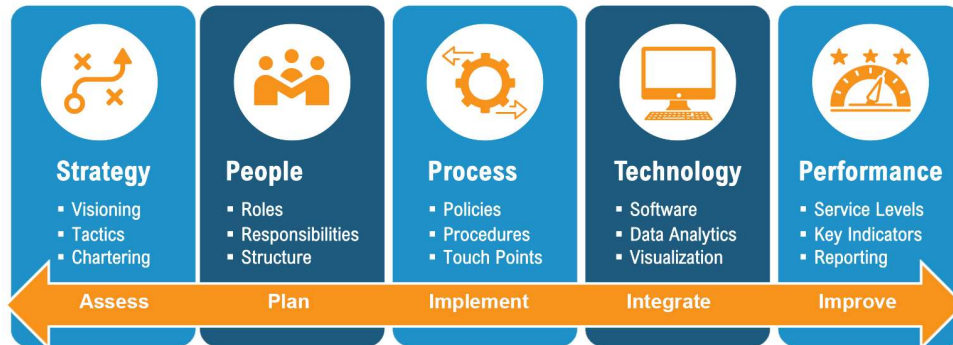 Strategy
Visioning
Tactics
Chartering
Assess
People
Roles
Responsibilities
Structure
Plan
Process
Policies
Procedures
Touch Points
Implement
Technology
Software
Data Analytics
Visualization
Integrate
Performance
Service Levels
Key Indicators
Reporting
Improve